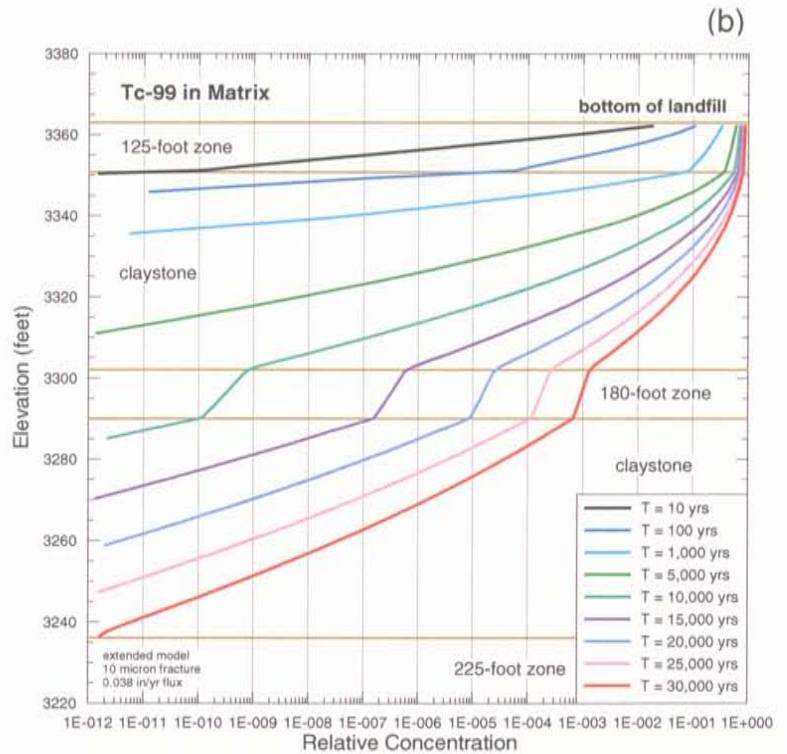 (b)
3380
Tc-99 in Matrix
bottom of landfill
3360
125-foot zone
3340
claystone
3320
Elevation (feet)
3300
180-foot zone
3280
claystone
T = 10 yrs
T = 100 yrs
T = 1,000 yrs
T = 5,000 yrs
T = 10,000 yrs
T = 15,000 yrs
T = 20,000 yrs
T = 25,000 yrs
T = 30,000 yrs
3260
3240
extended model
10 micron fracture
0.038 in/yr flux
225-foot zone
3220
1E-012 1E-011 1E-010 1E-009 1E-008 1E-007 1E-006 1E-005 1E-004 1E-003 1E-002 1E-001 1E+000
Relative Concentration